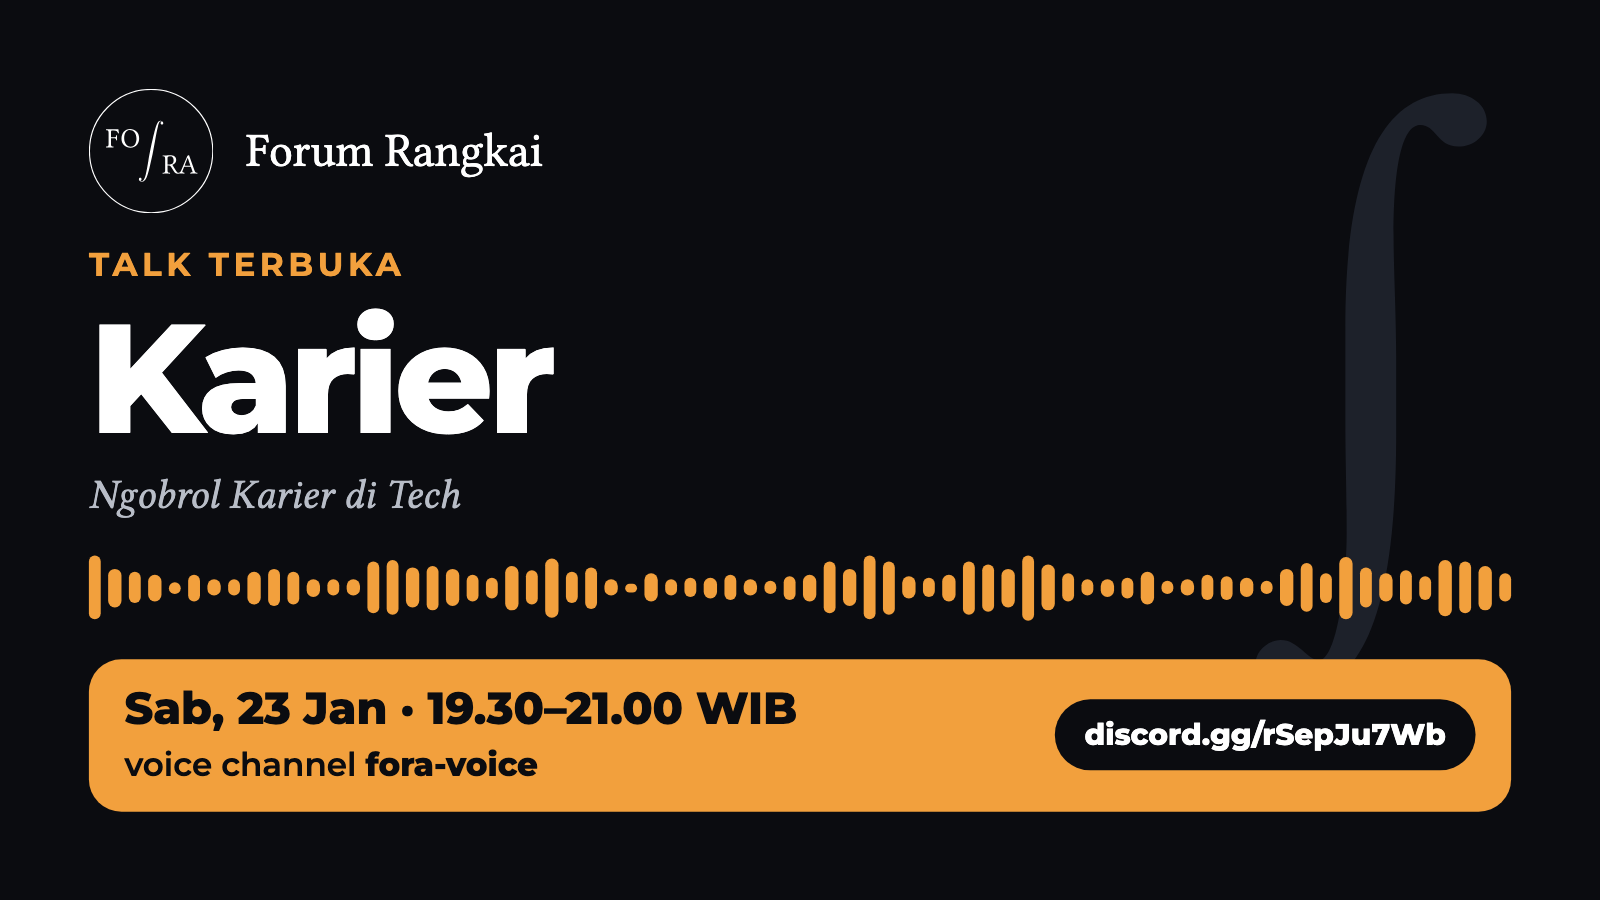 FO
RA
Forum Rangkai
TALK TERBUKA
Karier
Ngobrol Karier di Tech
Sab, 23 Jan • 19.30–21.00 WIB
voice channel fora-voice
discord.gg/rSepJu7Wb